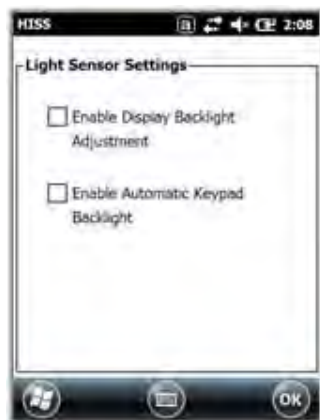 HISS 2:08
Light Sensor Settings
Enable Display Backlight
Adjustment
Enable Automatic Keypad
Backlight
OK